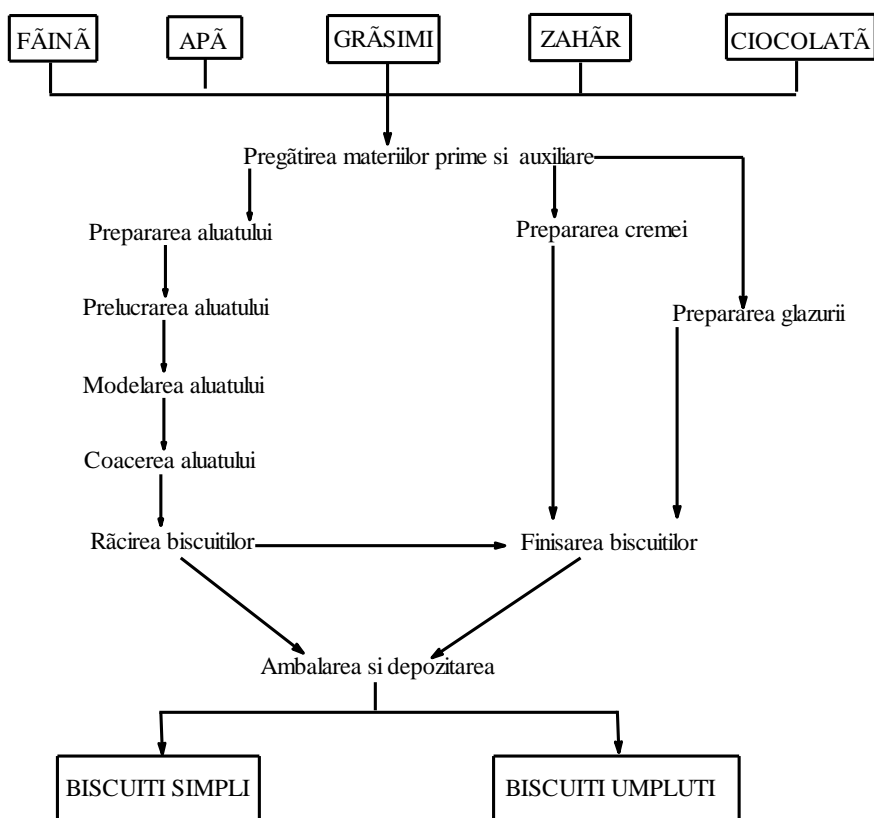 FÃINÃ
APÃ
GRÃSIMI
ZAHÃR
CIOCOLATÃ
Pregãtirea materiilor prime si auxiliare
Prepararea aluatului
Prepararea cremei
Prelucrarea aluatului
Prepararea glazurii
Modelarea aluatului
Coacerea aluatului
Rãcirea biscuitilor
Finisarea biscuitilor
Ambalarea si depozitarea
BISCUITI SIMPLI
BISCUITI UMPLUTI